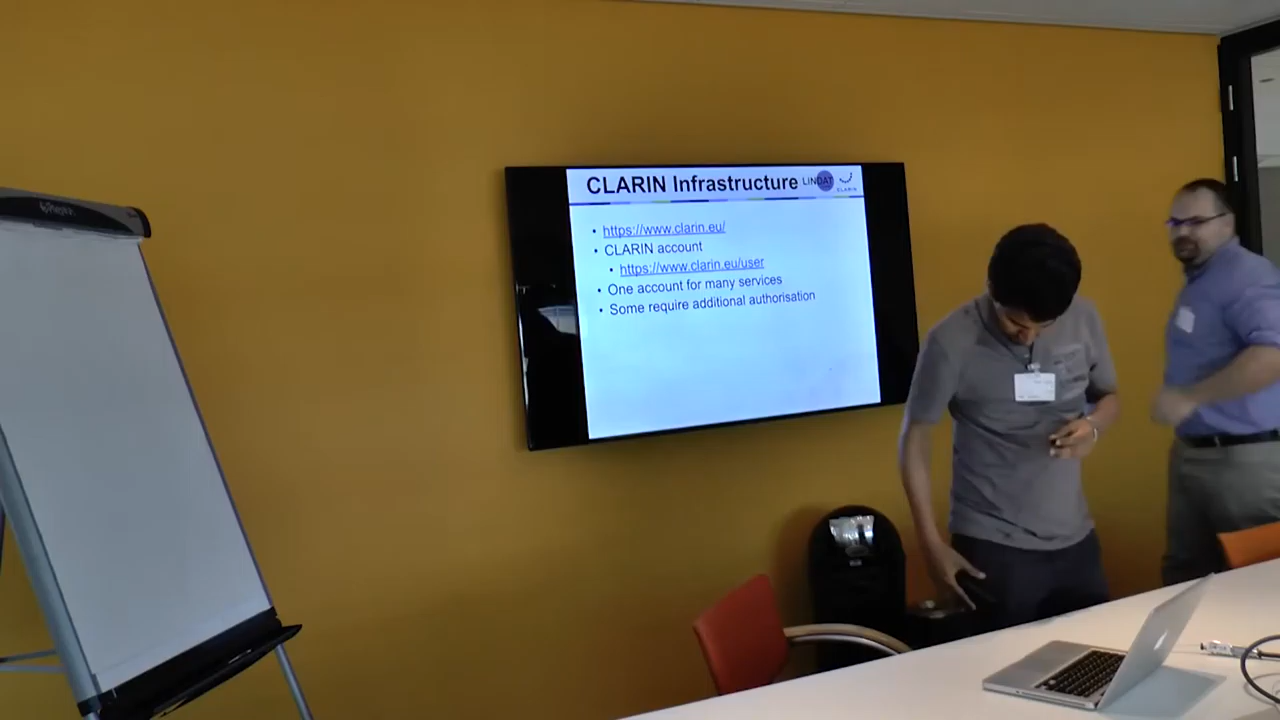 CLARIN Infrastructure
LINDAT
CLARIN
• https://www.clarin.eu/
• CLARIN account
• https://www.clarin.eu/user
• One account for many services
• Some require additional authorisation